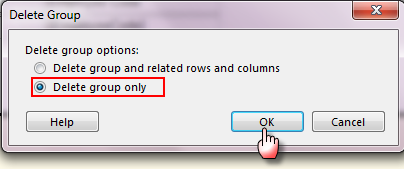 Delete Group
Delete group options:
Delete group and related rows and columns
Delete group only
Help
OK
Cancel